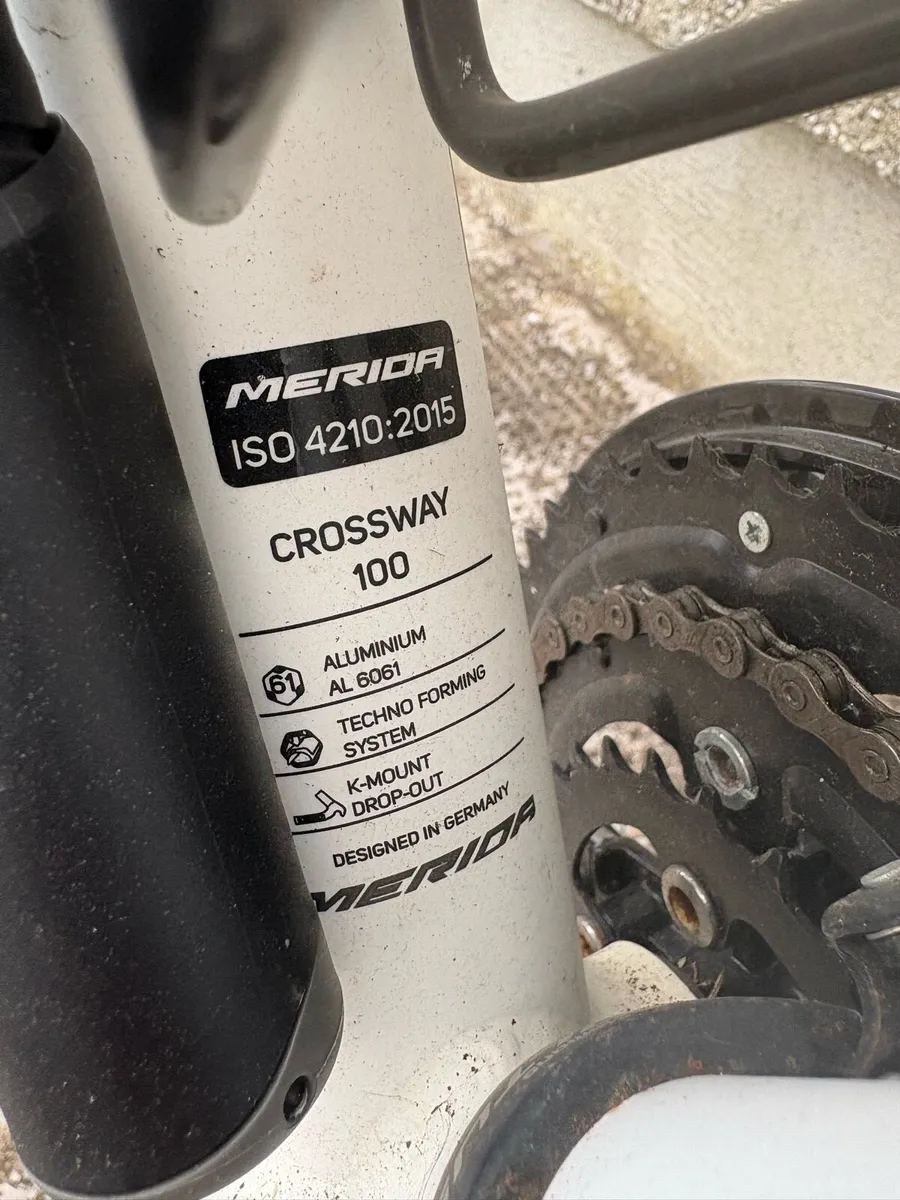 MERIDA
ISO 4210:2015
CROSSWAY
100
61
ALUMINIUM
AL 6061
TECHNO FORMING
SYSTEM
K-MOUNT
DROP-OUT
DESIGNED IN GERMANY
MERIDA